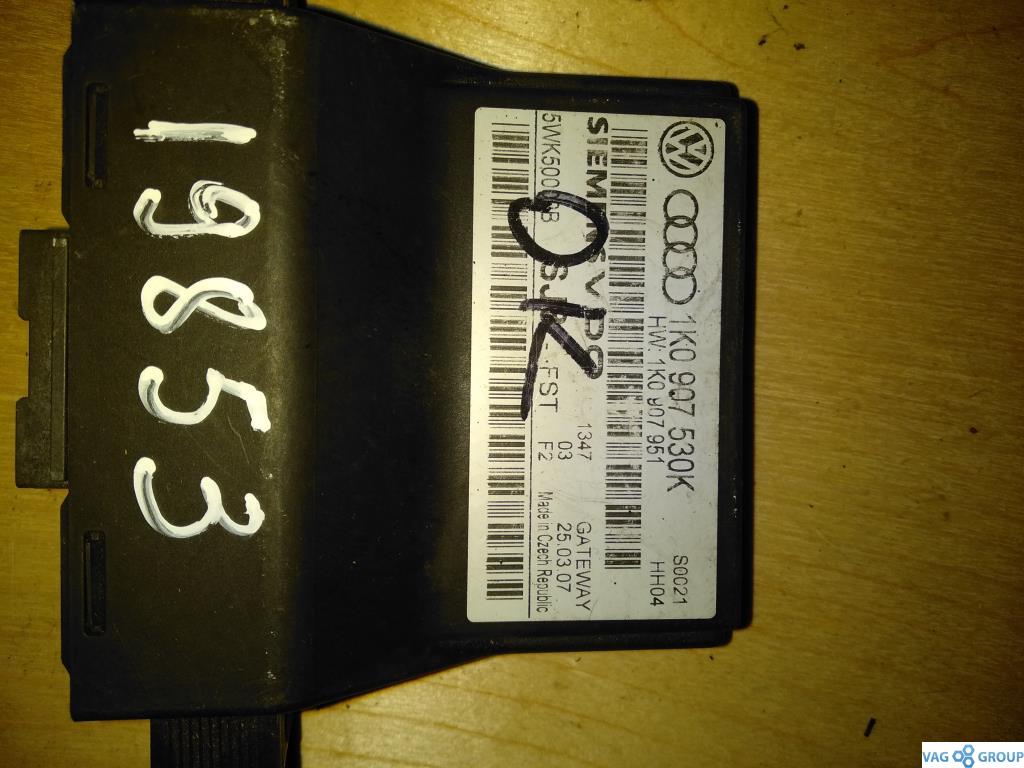 19853
1K0 907 530K S0021
HW:1K0 907 951 HH04
SIEMENS VDO
1347 GATEWAY
03 25.03.07
FST F2 Made in Czech Republic
OK
VAG GROUP